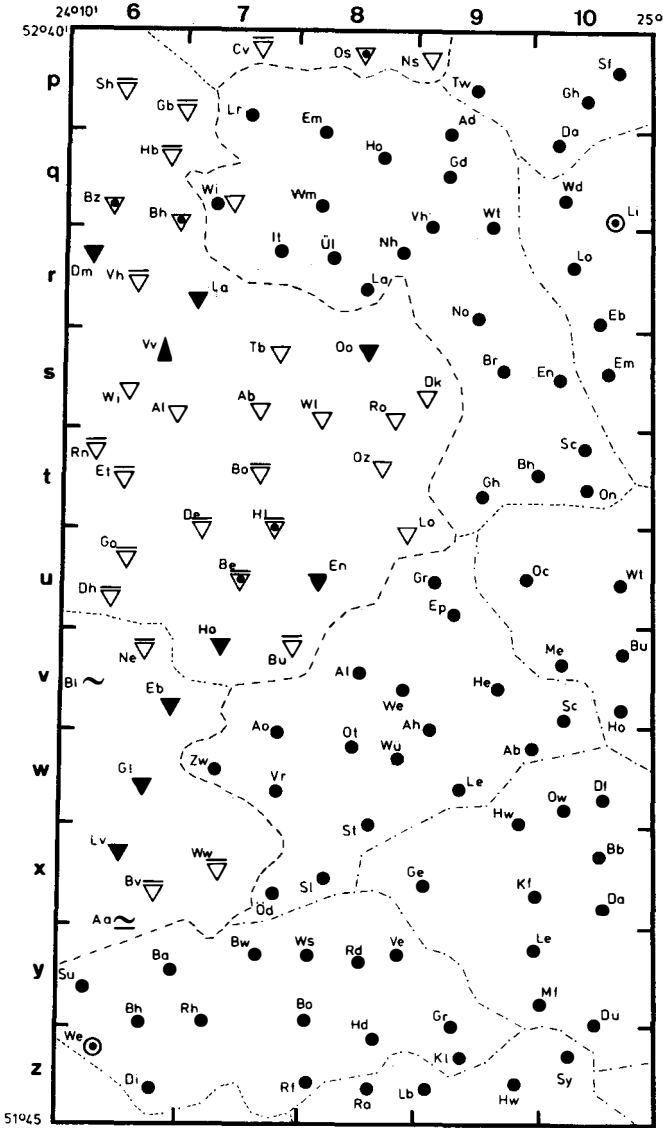 24°10' 6 7 8 9 10 25°
52°40'
Cv Os Ns Sf
p Tw
Sh Gh
Gb Lr Em Ad Da
Hb Ho Gd
q
Bz Bh Wi Wm Wd Li
Vh Wt
It Ül Nh Lo
Dm Vh La La
r
No Eb
Vv Tb Oo Br En Em
s Dk
Wi Al Ab Wl Ro
Rn Sc
Et Bo Oz Bh
t Gh On
De Hl Lo
Go
Be En Gr Oc Wt
u
Dh Ep
Ne Ho Bu Me Bu
v Al
Bl Eb We He Sc Ho
Ao Ot Ah Ab
Zw Wü
w
Gl Vr Le Ow Df
St Hw
Lv Bb
x Ww Sl Ge Kf
Bv Öd Da
Aa
Bw Ws Rd Ve Le
y Ba
Su Mf
Bh Rh Bo Gr Du
We Hd Kl
z Sy
Di Rf Ra Lb Hw
51°45